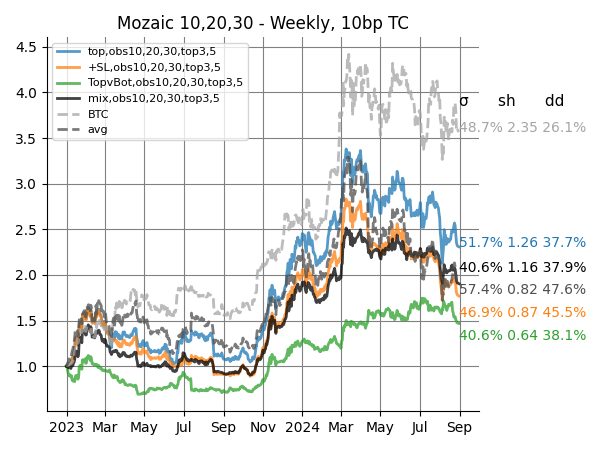 Mozaic 10,20,30 - Weekly, 10bp TC
top,obs10,20,30,top3,5
+SL,obs10,20,30,top3,5
TopvBot,obs10,20,30,top3,5
mix,obs10,20,30,top3,5
BTC
avg
4.5
4.0
3.5
3.0
2.5
2.0
1.5
1.0
σ sh dd
48.7% 2.35 26.1%
51.7% 1.26 37.7%
40.6% 1.16 37.9%
57.4% 0.82 47.6%
46.9% 0.87 45.5%
40.6% 0.64 38.1%
2023 Mar May Jul Sep Nov 2024 Mar May Jul Sep